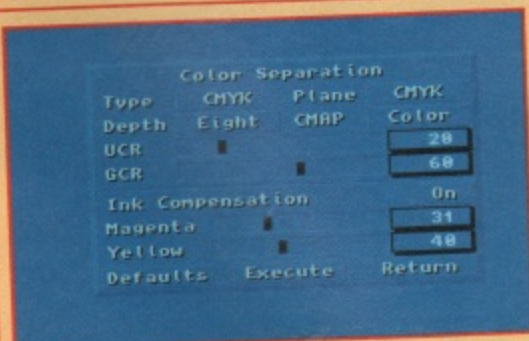 Color Separation
Type CMYK Plane CMYK
Depth Eight CMAP Color
UCR 20
GCR 60
Ink Compensation On
Magenta 31
Yellow 40
Defaults Execute Return